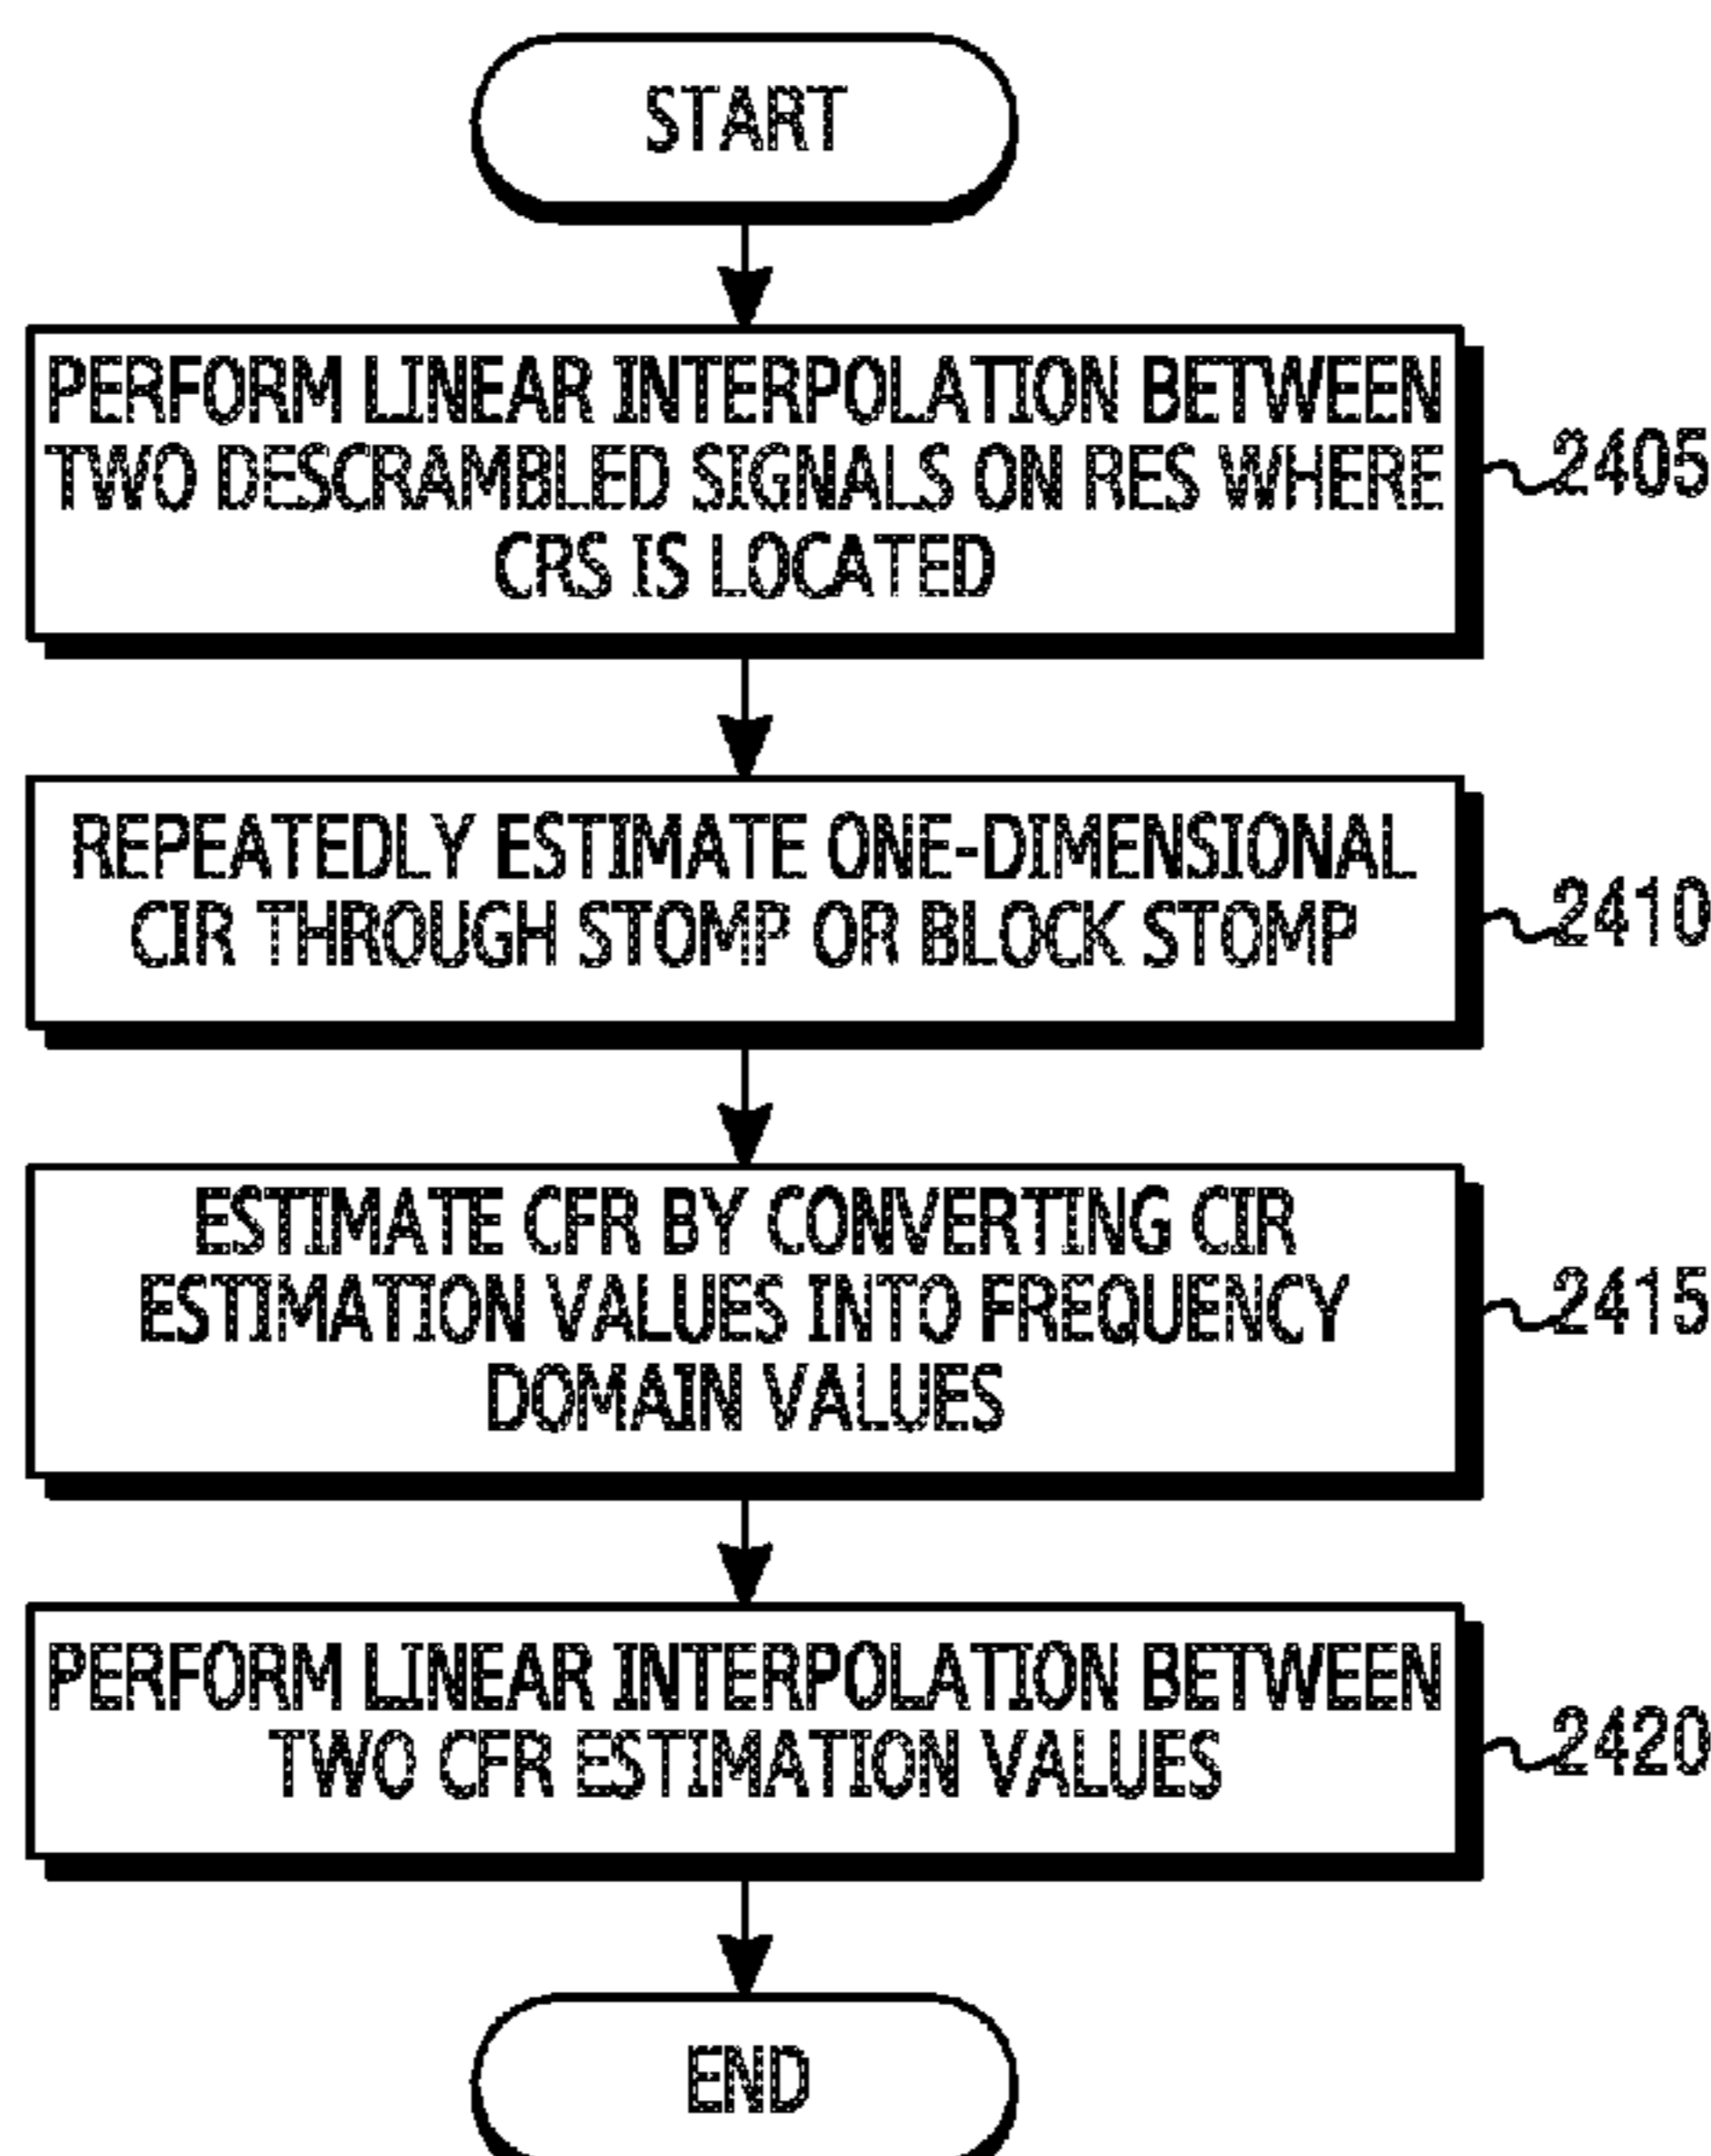 START
PERFORM LINEAR INTERPOLATION BETWEEN
TWO DESCRAMBLED SIGNALS ON RES WHERE
CRS IS LOCATED
2405
REPEATEDLY ESTIMATE ONE-DIMENSIONAL
CIR THROUGH STOMP OR BLOCK STOMP
2410
ESTIMATE CFR BY CONVERTING CIR
ESTIMATION VALUES INTO FREQUENCY
DOMAIN VALUES
2415
PERFORM LINEAR INTERPOLATION BETWEEN
TWO CFR ESTIMATION VALUES
2420
END